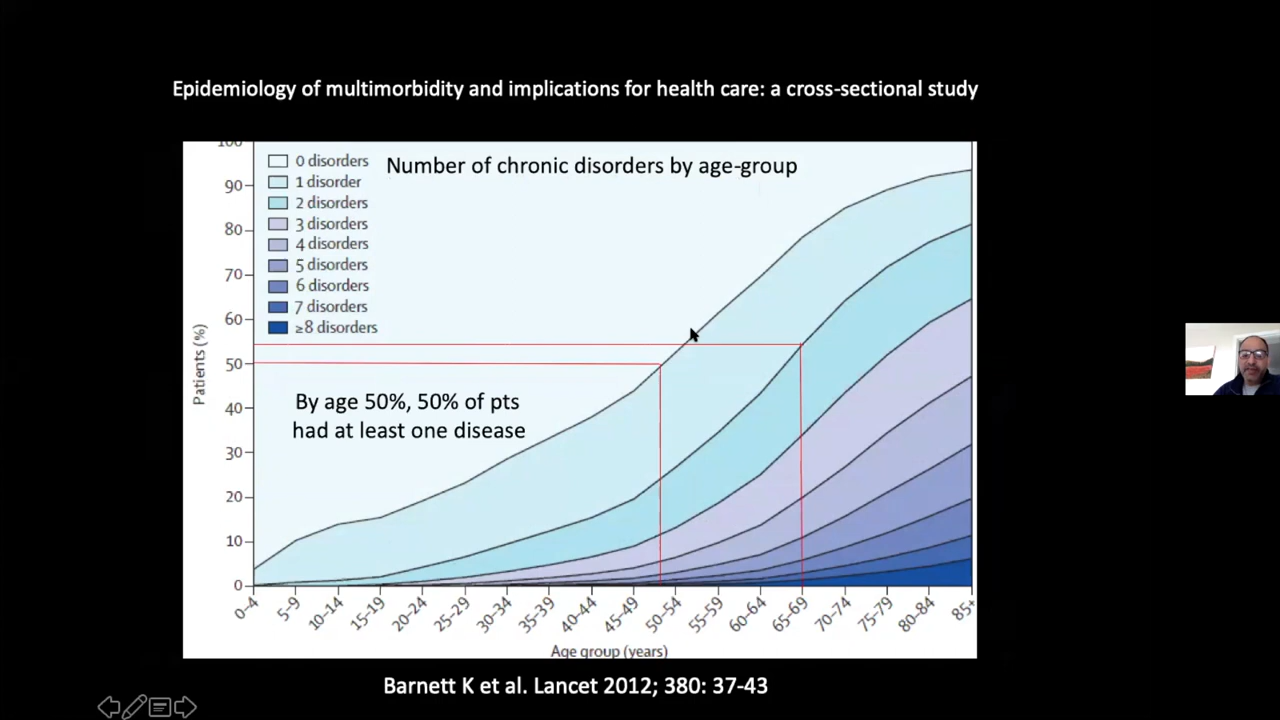 Epidemiology of multimorbidity and implications for health care: a cross-sectional study
Number of chronic disorders by age-group
0 disorders
1 disorder
2 disorders
3 disorders
4 disorders
5 disorders
6 disorders
7 disorders
≥8 disorders
100
90
80
70
60
50
40
30
20
10
0
Patients (%)
By age 50%, 50% of pts
had at least one disease
0-4
5-9
10-14
15-19
20-24
25-29
30-34
35-39
40-44
45-49
50-54
55-59
60-64
65-69
70-74
75-79
80-84
85+
Age group (years)
Barnett K et al. Lancet 2012; 380: 37-43